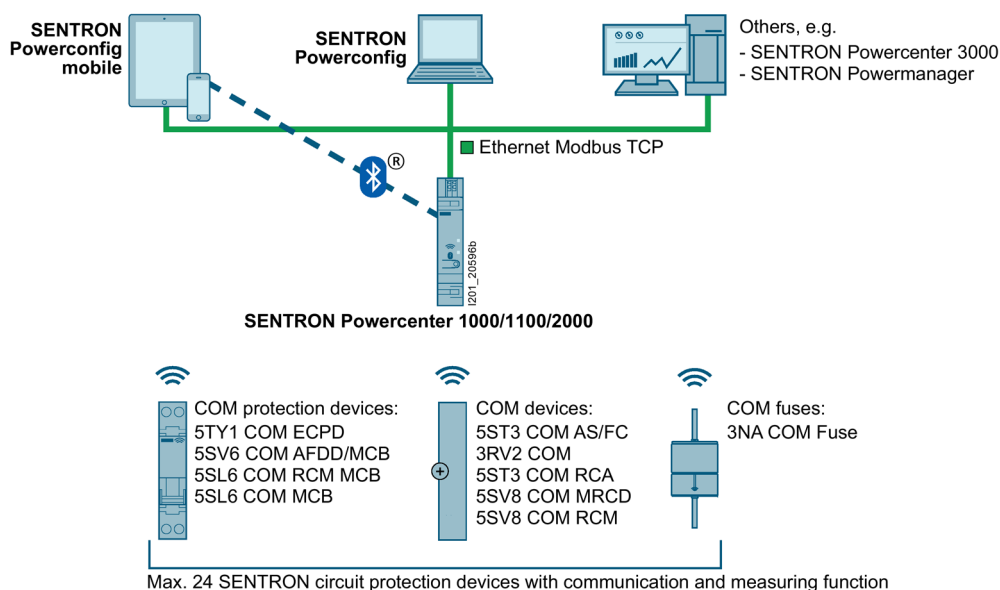 SENTRON
Powerconfig
mobile
SENTRON
Powerconfig
Others, e.g.
- SENTRON Powercenter 3000
- SENTRON Powermanager
Ethernet Modbus TCP
®
I201_20596b
SENTRON Powercenter 1000/1100/2000
COM protection devices:
5TY1 COM ECPD
5SV6 COM AFDD/MCB
5SL6 COM RCM MCB
5SL6 COM MCB
COM devices:
5ST3 COM AS/FC
3RV2 COM
5ST3 COM RCA
5SV8 COM MRCD
5SV8 COM RCM
COM fuses:
3NA COM Fuse
Max. 24 SENTRON circuit protection devices with communication and measuring function